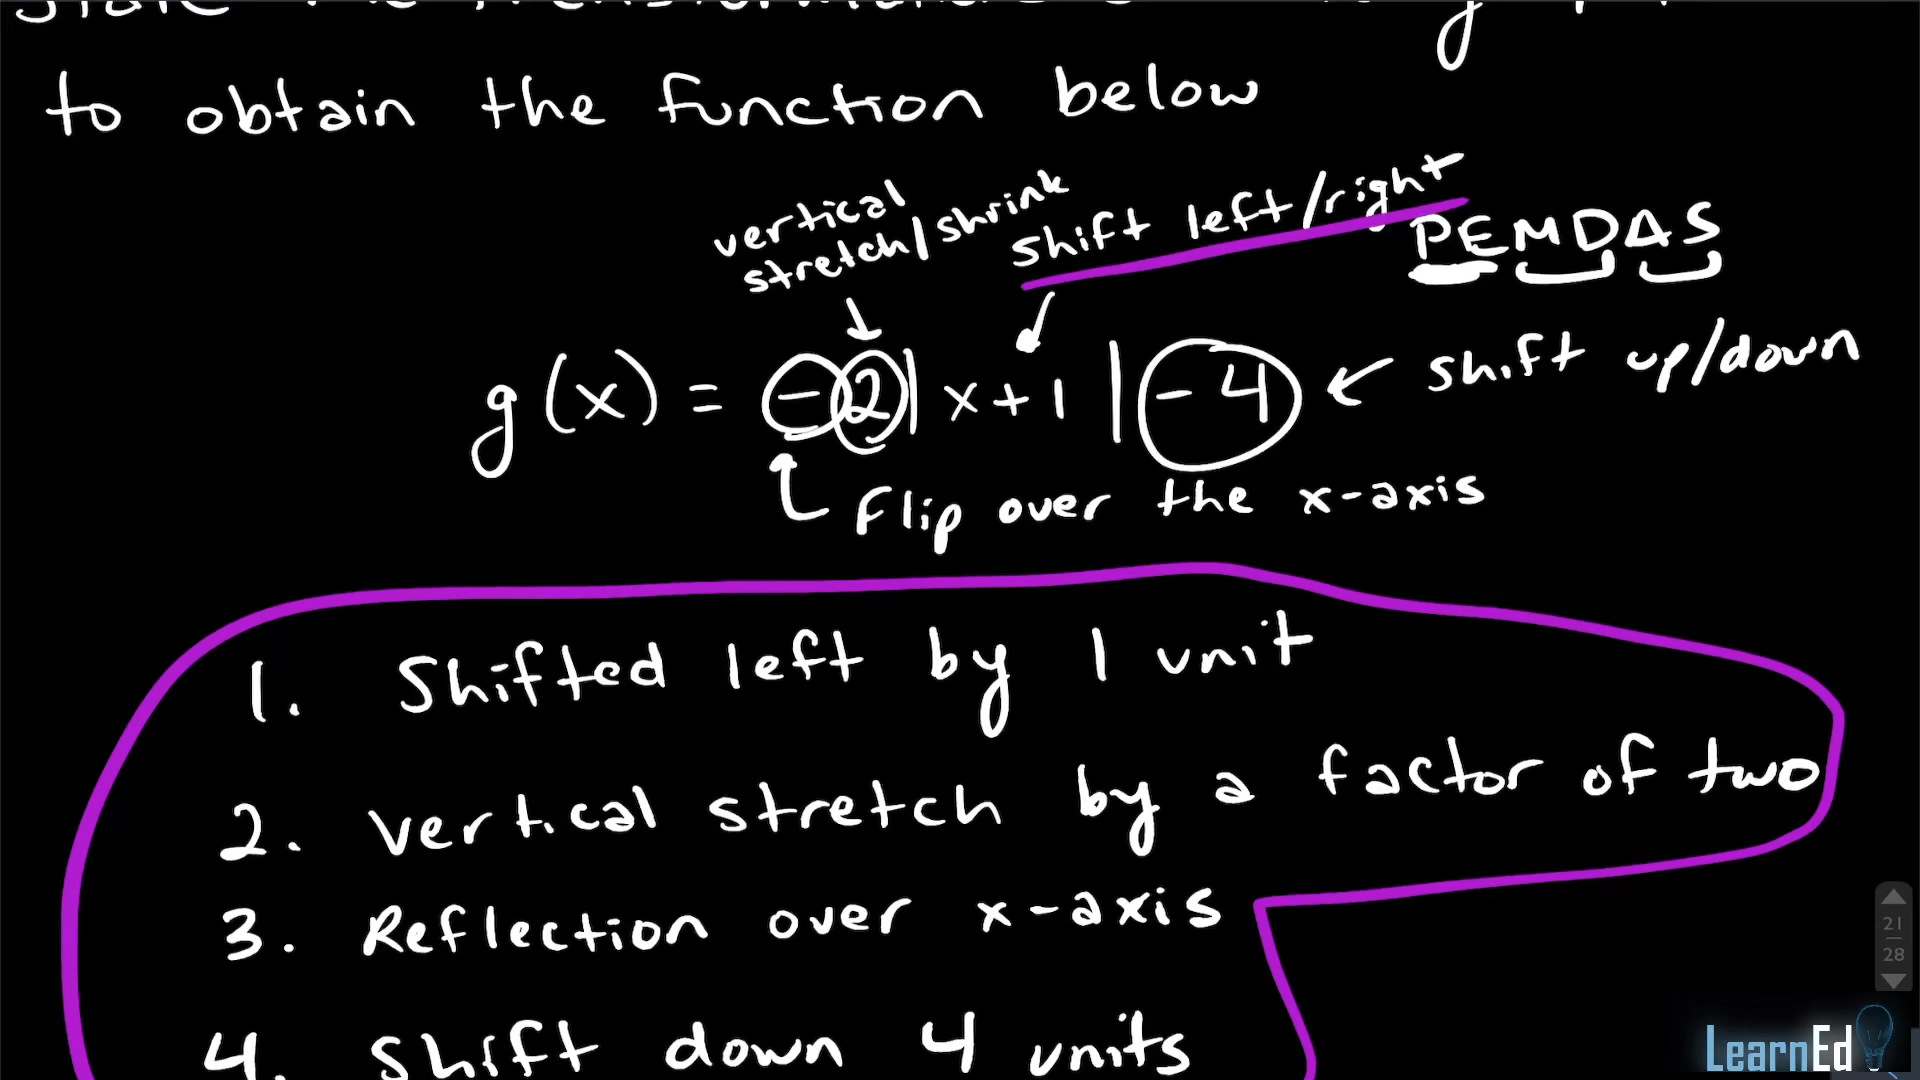 to obtain the function below
vertical
stretch/shrink
shift left/right
PEMDAS
g(x) = -2|x+1|-4
shift up/down
flip over the x-axis
1. Shifted left by 1 unit
2. vertical stretch by a factor of two
3. Reflection over x-axis
4. shift down 4 units
21
28
LearnEd